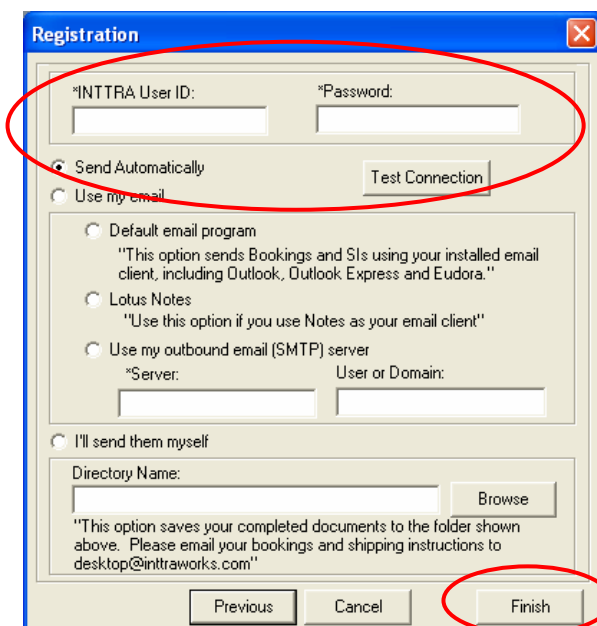 Registration
*INTTRA User ID: *Password:
Send Automatically
Test Connection
Use my email
Default email program
"This option sends Bookings and SIs using your installed email
client, including Outlook, Outlook Express and Eudora."
Lotus Notes
"Use this option if you use Notes as your email client"
Use my outbound email (SMTP) server
*Server: User or Domain:
I'll send them myself
Directory Name:
Browse
"This option saves your completed documents to the folder shown
above. Please email your bookings and shipping instructions to
desktop@inttraworks.com"
Previous Cancel Finish